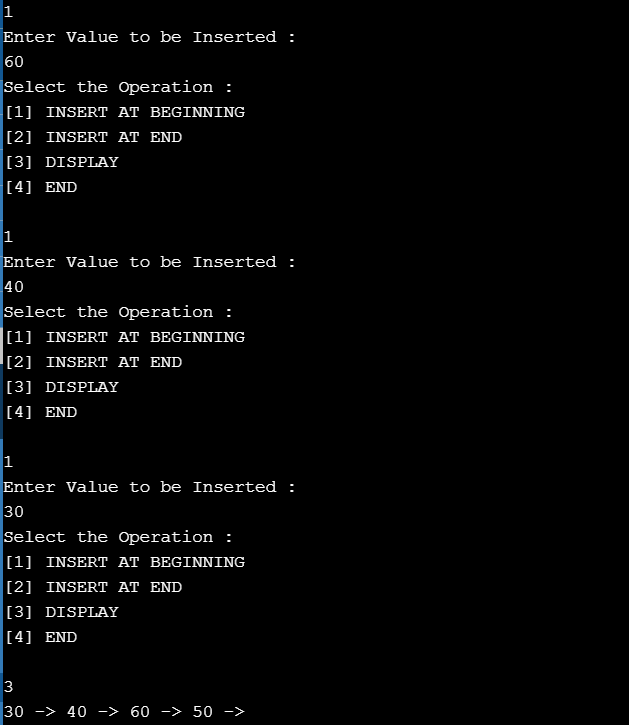 1
Enter Value to be Inserted :
60
Select the Operation :
[1] INSERT AT BEGINNING
[2] INSERT AT END
[3] DISPLAY
[4] END
1
Enter Value to be Inserted :
40
Select the Operation :
[1] INSERT AT BEGINNING
[2] INSERT AT END
[3] DISPLAY
[4] END
1
Enter Value to be Inserted :
30
Select the Operation :
[1] INSERT AT BEGINNING
[2] INSERT AT END
[3] DISPLAY
[4] END
3
30 -> 40 -> 60 -> 50 ->